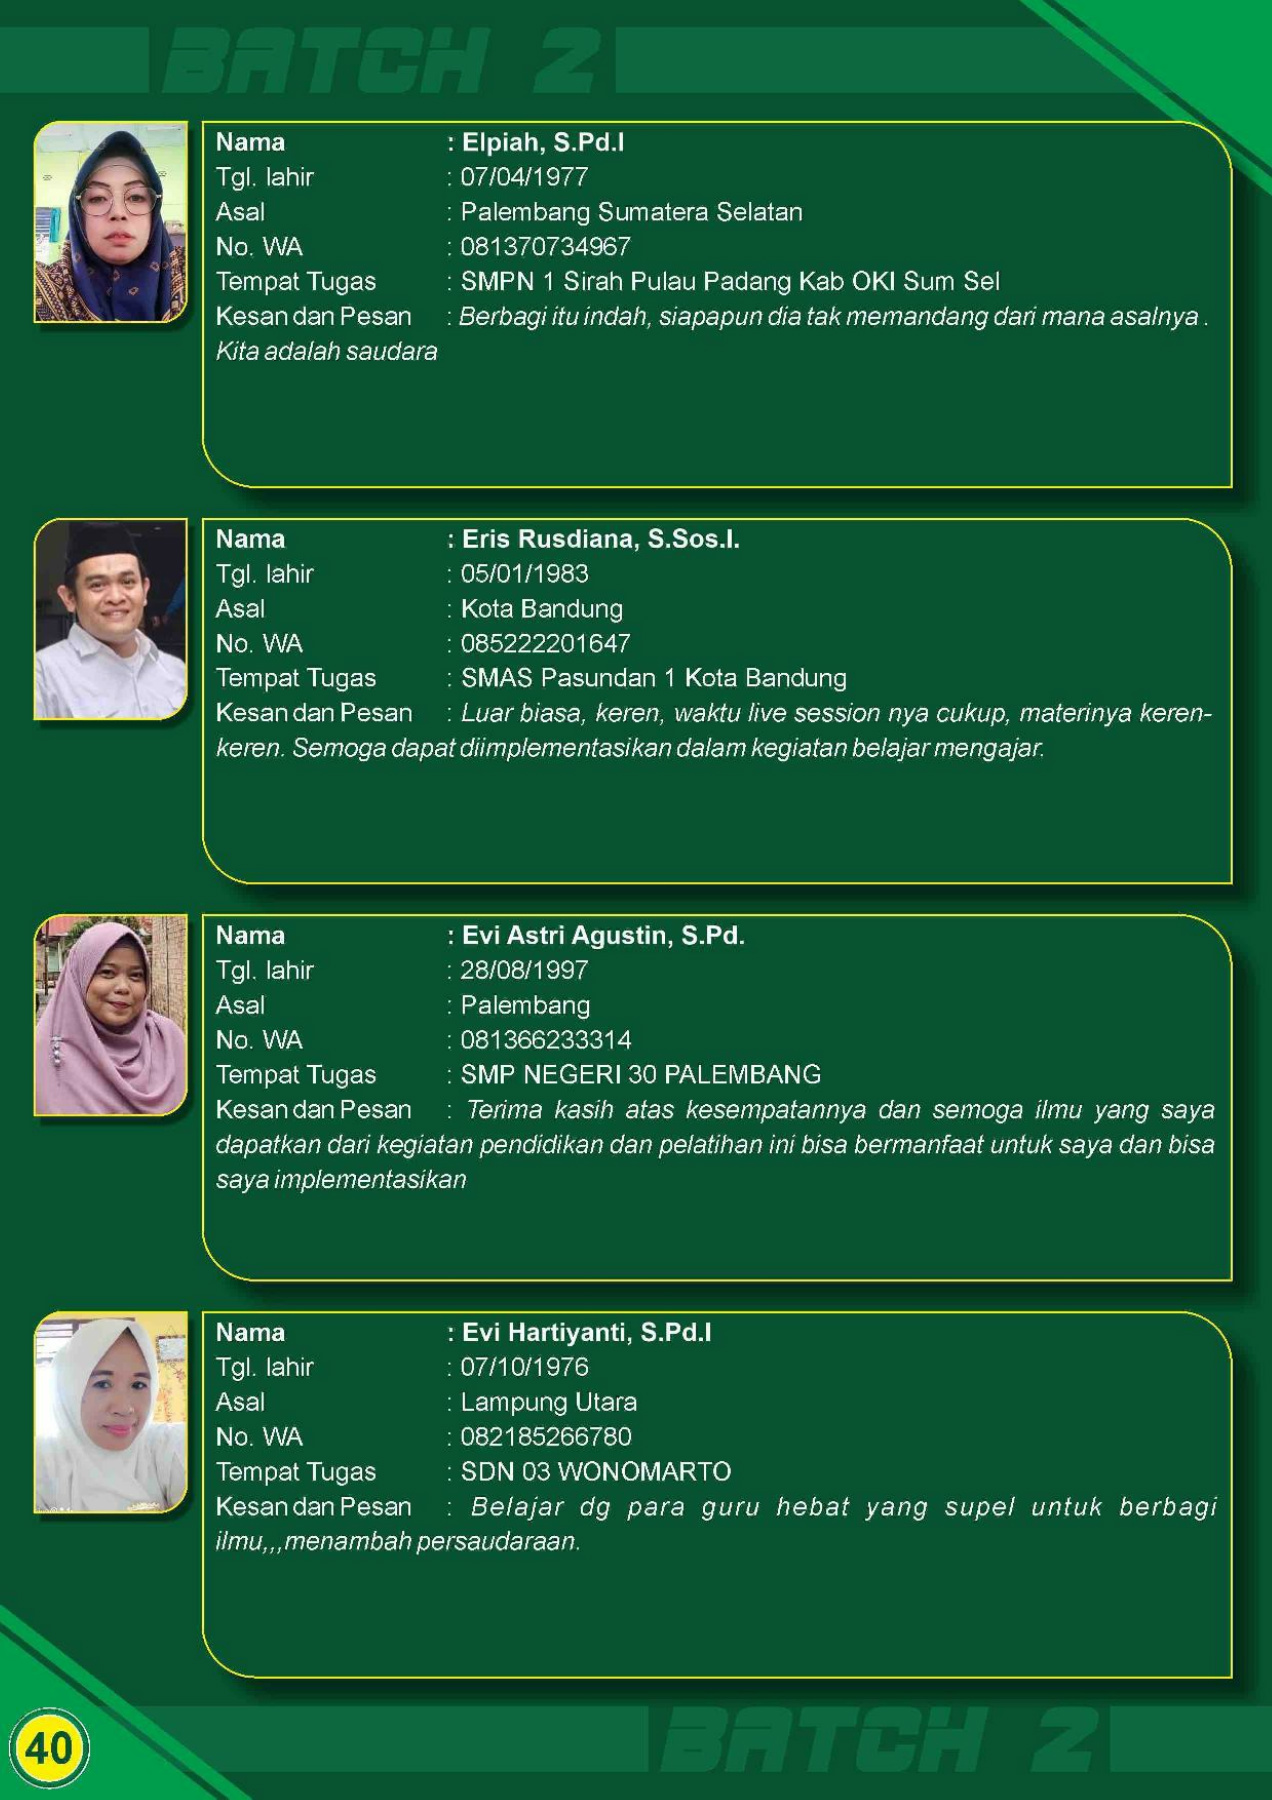 BATCH 2
Nama : Elpiah, S.Pd.I
Tgl. lahir : 07/04/1977
Asal : Palembang Sumatera Selatan
No. WA : 081370734967
Tempat Tugas : SMPN 1 Sirah Pulau Padang Kab OKI Sum Sel
Kesan dan Pesan : Berbagi itu indah, siapapun dia tak memandang dari mana asalnya .
Kita adalah saudara
Nama : Eris Rusdiana, S.Sos.I.
Tgl. lahir : 05/01/1983
Asal : Kota Bandung
No. WA : 085222201647
Tempat Tugas : SMAS Pasundan 1 Kota Bandung
Kesan dan Pesan : Luar biasa, keren, waktu live session nya cukup, materinya keren-
keren. Semoga dapat diimplementasikan dalam kegiatan belajar mengajar.
Nama : Evi Astri Agustin, S.Pd.
Tgl. lahir : 28/08/1997
Asal : Palembang
No. WA : 081366233314
Tempat Tugas : SMP NEGERI 30 PALEMBANG
Kesan dan Pesan : Terima kasih atas kesempatannya dan semoga ilmu yang saya
dapatkan dari kegiatan pendidikan dan pelatihan ini bisa bermanfaat untuk saya dan bisa
saya implementasikan
Nama : Evi Hartiyanti, S.Pd.I
Tgl. lahir : 07/10/1976
Asal : Lampung Utara
No. WA : 082185266780
Tempat Tugas : SDN 03 WONOMARTO
Kesan dan Pesan : Belajar dg para guru hebat yang supel untuk berbagi
ilmu,,,menambah persaudaraan.
BATCH 2
40